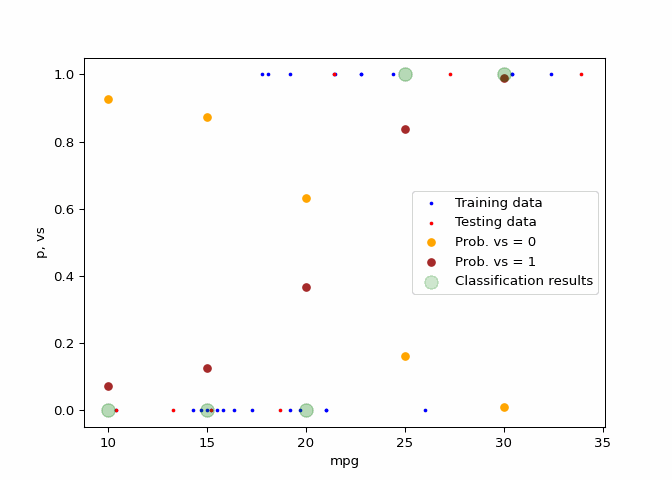 1.0
0.8
0.6
0.4
0.2
0.0
p, vs
Training data
Testing data
Prob. vs = 0
Prob. vs = 1
Classification results
10 15 20 25 30 35
mpg